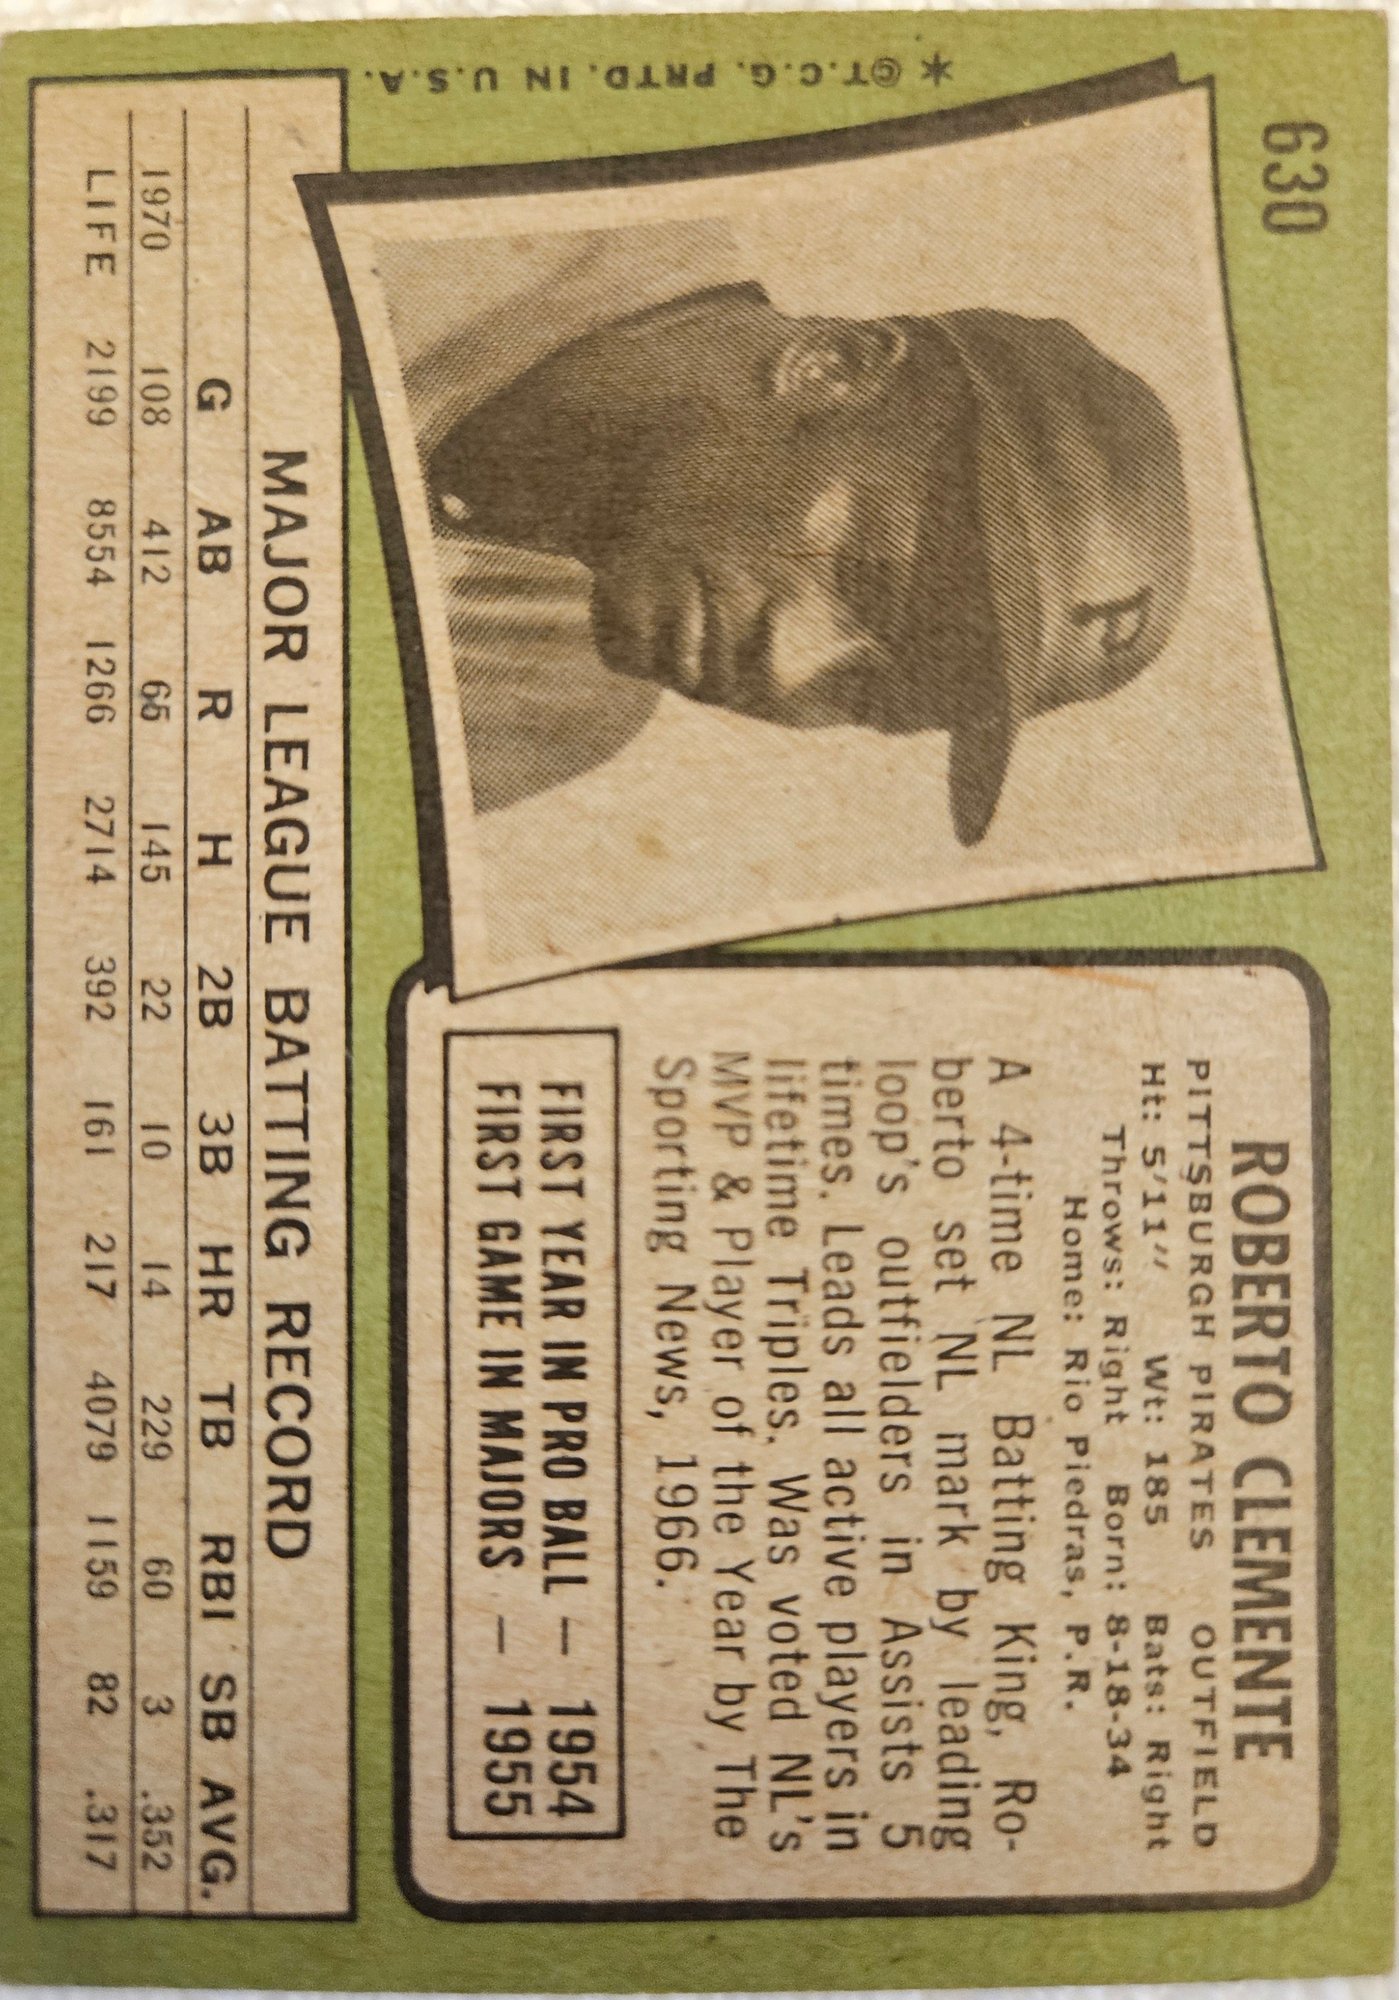 630
ROBERTO CLEMENTE
PITTSBURGH PIRATES OUTFIELD
Ht: 5'11" Wt: 185 Bats: Right
Throws: Right Born: 8-18-34
Home: Rio Piedras, P.R.
A 4-time NL Batting King, Ro-
berto set NL mark by leading
loop's outfielders in Assists 5
times. Leads all active players in
lifetime Triples. Was voted NL's
MVP & Player of the Year by The
Sporting News, 1966.
FIRST YEAR IN PRO BALL — 1954
FIRST GAME IN MAJORS — 1955
P
*©T.C.G. PRTD. IN U.S.A.
MAJOR LEAGUE BATTING RECORD
G AB R H 2B 3B HR TB RBI SB AVG.
1970 108 412 65 145 22 10 14 229 60 3 .352
LIFE 2199 8554 1266 2714 392 161 217 4079 1159 82 .317